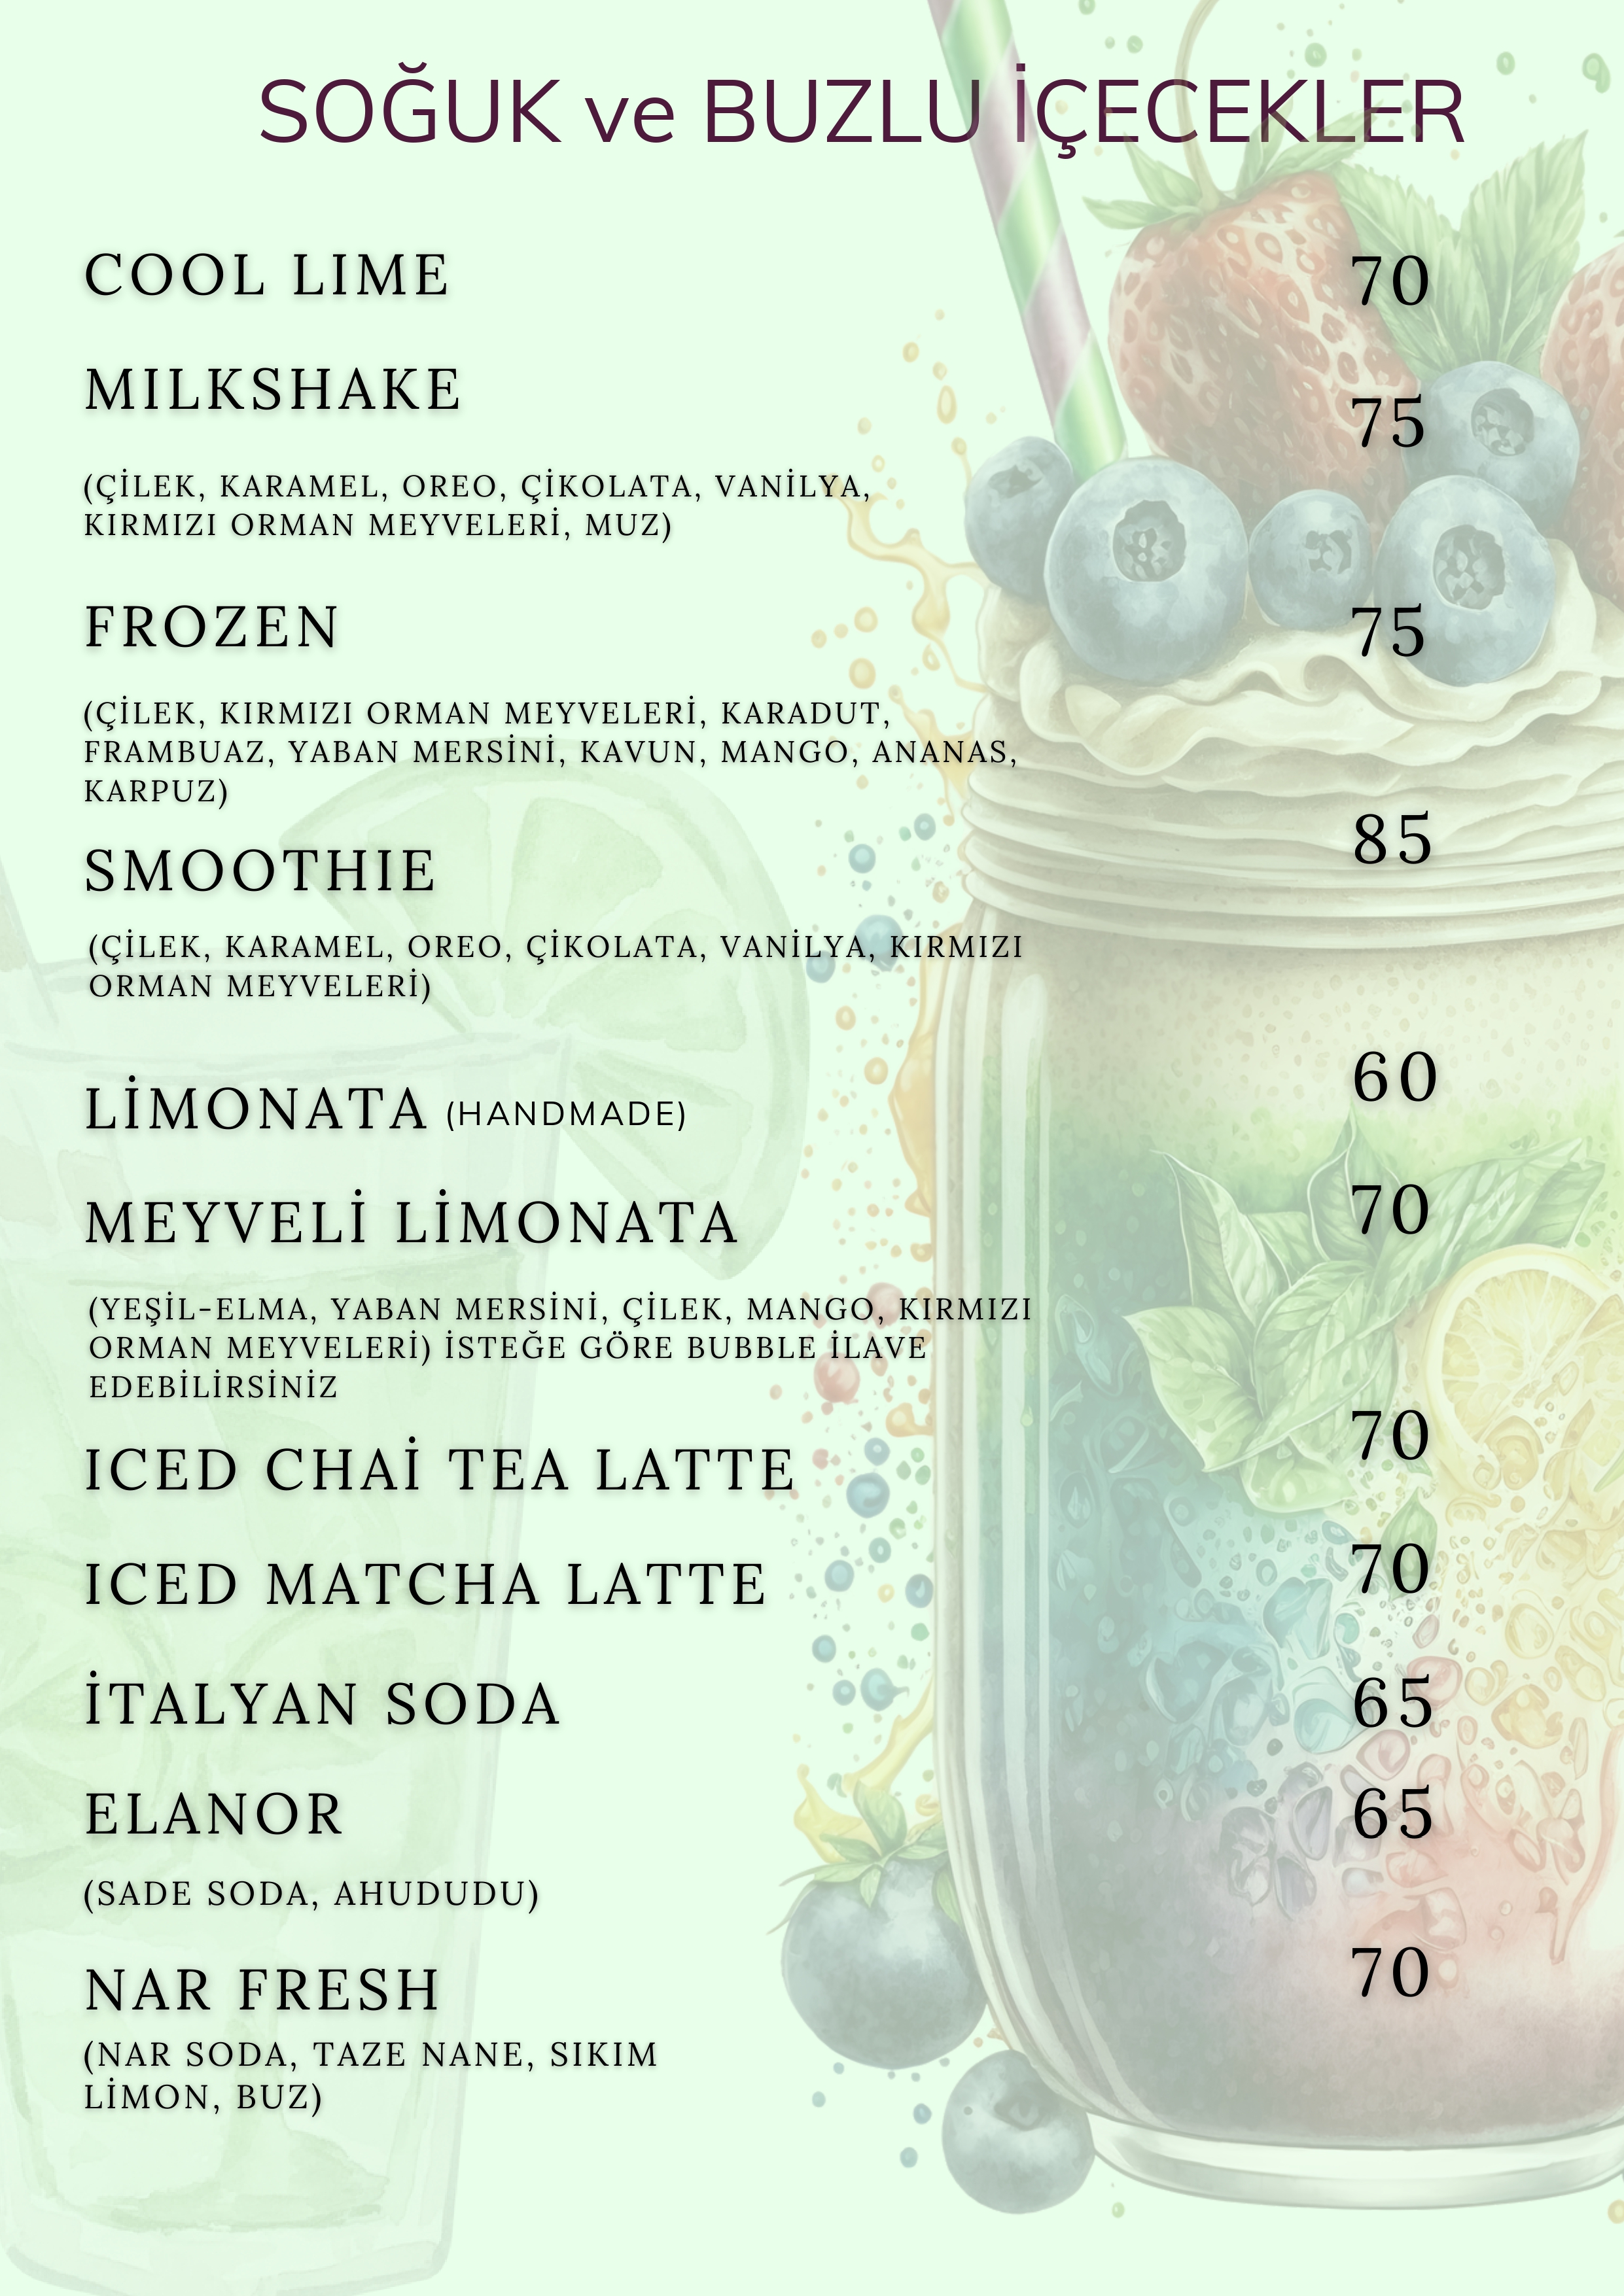 SOĞUK ve BUZLU İÇECEKLER
COOL LIME 70
MILKSHAKE 75
(ÇİLEK, KARAMEL, OREO, ÇİKOLATA, VANİLYA,
KIRMIZI ORMAN MEYVELERİ, MUZ)
FROZEN 75
(ÇİLEK, KIRMIZI ORMAN MEYVELERİ, KARADUT,
FRAMBUAZ, YABAN MERSİNİ, KAVUN, MANGO, ANANAS,
KARPUZ)
SMOOTHIE 85
(ÇİLEK, KARAMEL, OREO, ÇİKOLATA, VANİLYA, KIRMIZI
ORMAN MEYVELERİ)
LİMONATA (HANDMADE) 60
MEYVELİ LİMONATA 70
(YEŞİL-ELMA, YABAN MERSİNİ, ÇİLEK, MANGO, KIRMIZI
ORMAN MEYVELERİ) İSTEĞE GÖRE BUBBLE İLAVE
EDEBİLİRSİNİZ
ICED CHAİ TEA LATTE 70
ICED MATCHA LATTE 70
İTALYAN SODA 65
ELANOR 65
(SADE SODA, AHUDUDU)
NAR FRESH 70
(NAR SODA, TAZE NANE, SIKIM
LİMON, BUZ)